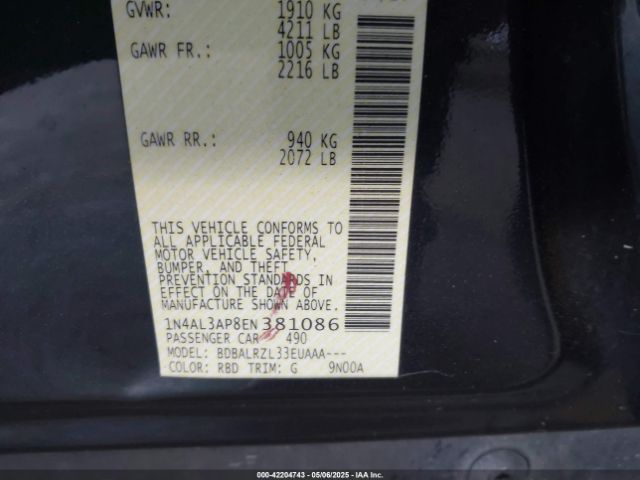 GVWR: 1910 KG
4211 LB
GAWR FR.: 1005 KG
2216 LB
GAWR RR.: 940 KG
2072 LB
THIS VEHICLE CONFORMS TO
ALL APPLICABLE FEDERAL
MOTOR VEHICLE SAFETY,
BUMPER, AND THEFT
PREVENTION STANDARDS IN
EFFECT ON THE DATE OF
MANUFACTURE SHOWN ABOVE.
1N4AL3AP8EN381086
PASSENGER CAR 490
MODEL: BDBALRZL33EUAAA---
COLOR: RBD TRIM: G 9N00A
000-42204743 - 05/06/2025 - IAA Inc.